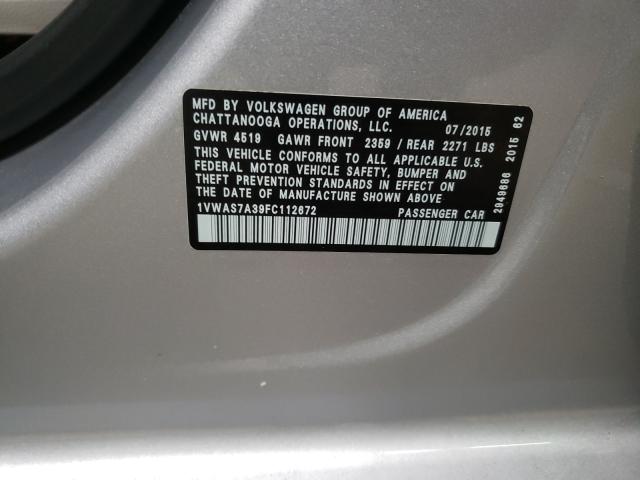 MFD BY VOLKSWAGEN GROUP OF AMERICA
CHATTANOOGA OPERATIONS, LLC. 07/2015
GVWR 4519 GAWR FRONT 2359 / REAR 2271 LBS
THIS VEHICLE CONFORMS TO ALL APPLICABLE U.S.
FEDERAL MOTOR VEHICLE SAFETY, BUMPER AND
THEFT PREVENTION STANDARDS IN EFFECT ON
THE DATE OF MANUFACTURE SHOWN ABOVE
1VWAS7A39FC112672 PASSENGER CAR
2949686 2015 62